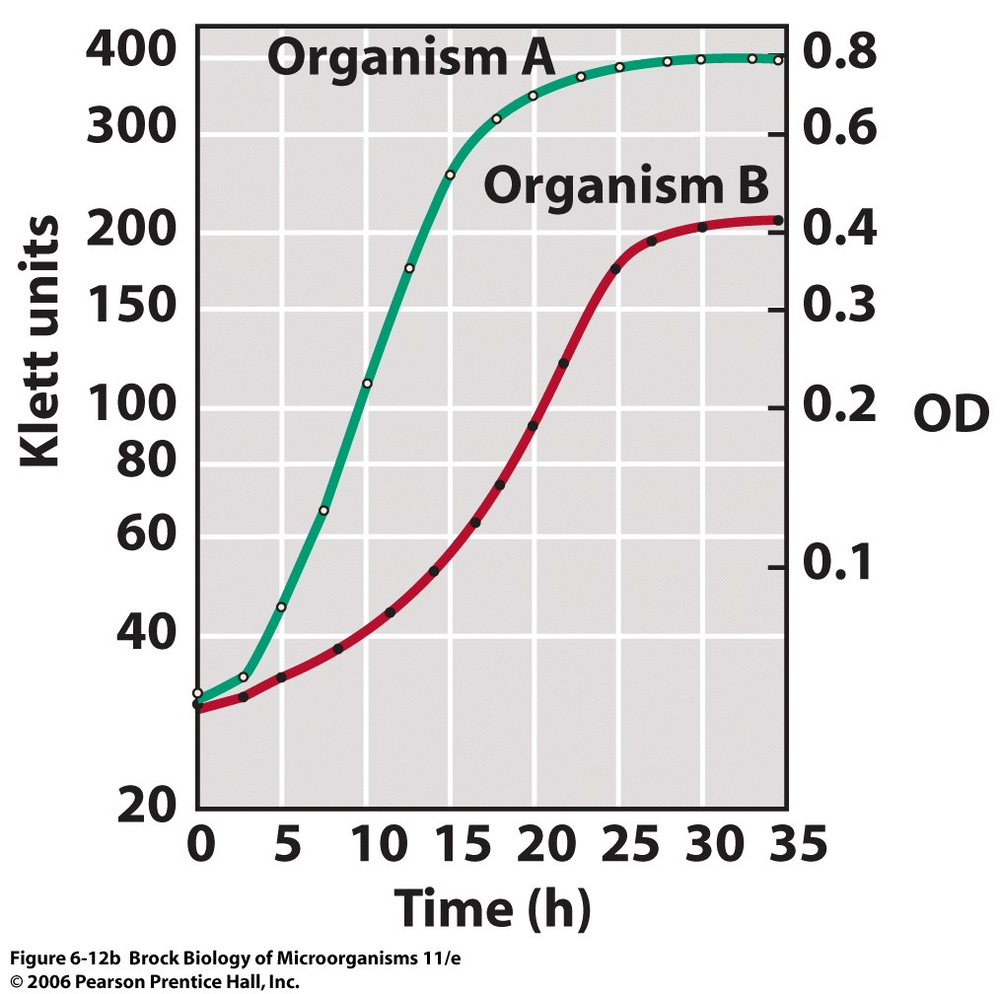 Organism A
Organism B
Klett units
400
300
200
150
100
80
60
40
20
0.8
0.6
0.4
0.3
0.2
0.1
OD
0 5 10 15 20 25 30 35
Time (h)
Figure 6-12b Brock Biology of Microorganisms 11/e
© 2006 Pearson Prentice Hall, Inc.